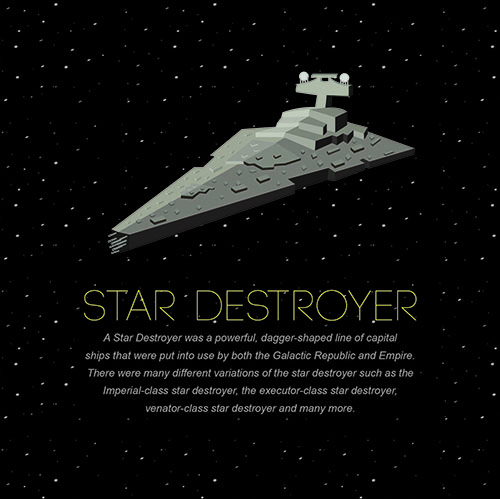 STAR DESTROYER
A Star Destroyer was a powerful, dagger-shaped line of capital
ships that were put into use by both the Galactic Republic and Empire.
There were many different variations of the star destroyer such as the
Imperial-class star destroyer, the executor-class star destroyer,
venator-class star destroyer and many more.